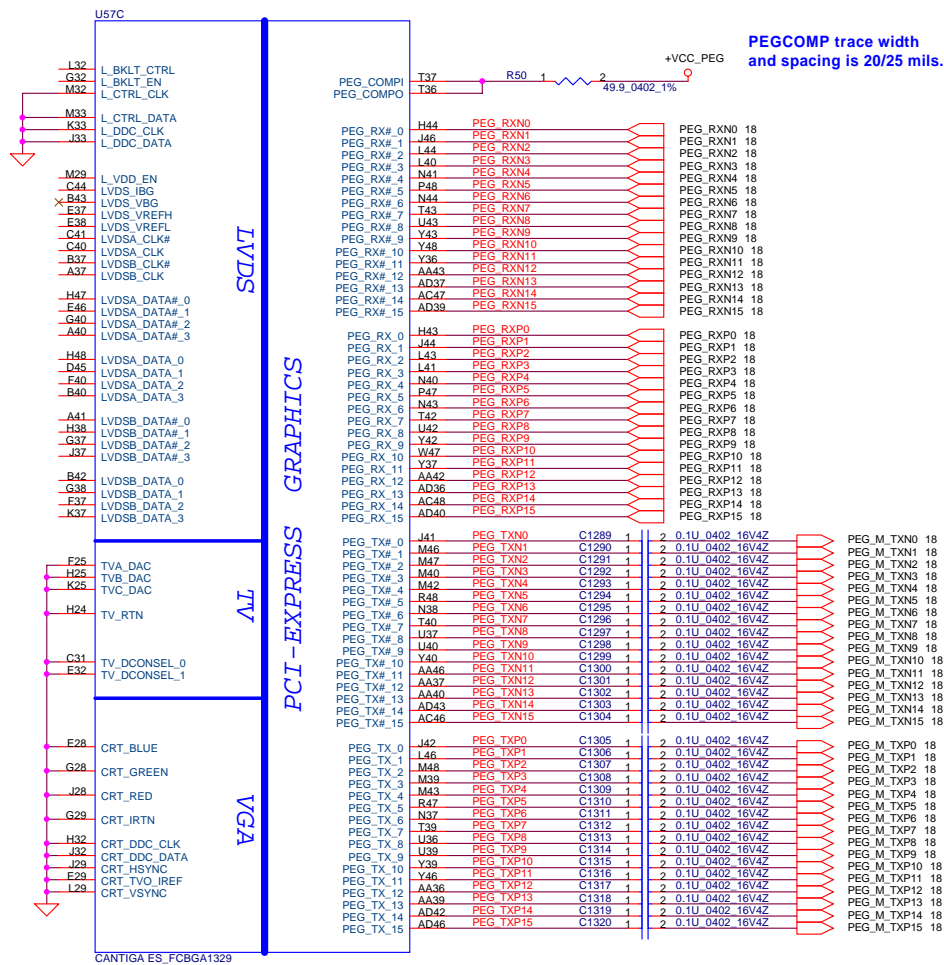 U57C
PEGCOMP trace width
and spacing is 20/25 mils.
+VCC_PEG
L32 L_BKLT_CTRL
G32 L_BKLT_EN
M32 L_CTRL_CLK
M33 L_CTRL_DATA
K33 L_DDC_CLK
J33 L_DDC_DATA
M29 L_VDD_EN
C44 LVDS_IBG
B43 LVDS_VBG
E37 LVDS_VREFH
E38 LVDS_VREFL
C41 LVDSA_CLK#
C40 LVDSA_CLK
B37 LVDSB_CLK#
A37 LVDSB_CLK
H47 LVDSA_DATA#_0
E46 LVDSA_DATA#_1
G40 LVDSA_DATA#_2
A40 LVDSA_DATA#_3
H48 LVDSA_DATA_0
D45 LVDSA_DATA_1
F40 LVDSA_DATA_2
B40 LVDSA_DATA_3
A41 LVDSB_DATA#_0
H38 LVDSB_DATA#_1
G37 LVDSB_DATA#_2
J37 LVDSB_DATA#_3
B42 LVDSB_DATA_0
G38 LVDSB_DATA_1
F37 LVDSB_DATA_2
K37 LVDSB_DATA_3
F25 TVA_DAC
H25 TVB_DAC
K25 TVC_DAC
H24 TV_RTN
C31 TV_DCONSEL_0
E32 TV_DCONSEL_1
E28 CRT_BLUE
G28 CRT_GREEN
J28 CRT_RED
G29 CRT_IRTN
H32 CRT_DDC_CLK
J32 CRT_DDC_DATA
J29 CRT_HSYNC
E29 CRT_TVO_IREF
L29 CRT_VSYNC
LVDS
TV
VGA
PCI-EXPRESS GRAPHICS
PEG_COMPI T37 R50 1 2 49.9_0402_1%
PEG_COMPO T36
PEG_RX#_0 H44 PEG_RXN0 PEG_RXN0 18
PEG_RX#_1 J46 PEG_RXN1 PEG_RXN1 18
PEG_RX#_2 L44 PEG_RXN2 PEG_RXN2 18
PEG_RX#_3 L40 PEG_RXN3 PEG_RXN3 18
PEG_RX#_4 N41 PEG_RXN4 PEG_RXN4 18
PEG_RX#_5 P48 PEG_RXN5 PEG_RXN5 18
PEG_RX#_6 N44 PEG_RXN6 PEG_RXN6 18
PEG_RX#_7 T43 PEG_RXN7 PEG_RXN7 18
PEG_RX#_8 U43 PEG_RXN8 PEG_RXN8 18
PEG_RX#_9 Y43 PEG_RXN9 PEG_RXN9 18
PEG_RX#_10 Y48 PEG_RXN10 PEG_RXN10 18
PEG_RX#_11 Y36 PEG_RXN11 PEG_RXN11 18
PEG_RX#_12 AA43 PEG_RXN12 PEG_RXN12 18
PEG_RX#_13 AD37 PEG_RXN13 PEG_RXN13 18
PEG_RX#_14 AC47 PEG_RXN14 PEG_RXN14 18
PEG_RX#_15 AD39 PEG_RXN15 PEG_RXN15 18
PEG_RX_0 H43 PEG_RXP0 PEG_RXP0 18
PEG_RX_1 J44 PEG_RXP1 PEG_RXP1 18
PEG_RX_2 L43 PEG_RXP2 PEG_RXP2 18
PEG_RX_3 L41 PEG_RXP3 PEG_RXP3 18
PEG_RX_4 N40 PEG_RXP4 PEG_RXP4 18
PEG_RX_5 P47 PEG_RXP5 PEG_RXP5 18
PEG_RX_6 N43 PEG_RXP6 PEG_RXP6 18
PEG_RX_7 T42 PEG_RXP7 PEG_RXP7 18
PEG_RX_8 U42 PEG_RXP8 PEG_RXP8 18
PEG_RX_9 Y42 PEG_RXP9 PEG_RXP9 18
PEG_RX_10 W47 PEG_RXP10 PEG_RXP10 18
PEG_RX_11 Y37 PEG_RXP11 PEG_RXP11 18
PEG_RX_12 AA42 PEG_RXP12 PEG_RXP12 18
PEG_RX_13 AD36 PEG_RXP13 PEG_RXP13 18
PEG_RX_14 AC48 PEG_RXP14 PEG_RXP14 18
PEG_RX_15 AD40 PEG_RXP15 PEG_RXP15 18
PEG_TX#_0 J41 PEG_TXN0 C1289 1 2 0.1U_0402_16V4Z PEG_M_TXN0 18
PEG_TX#_1 M46 PEG_TXN1 C1290 1 2 0.1U_0402_16V4Z PEG_M_TXN1 18
PEG_TX#_2 M47 PEG_TXN2 C1291 1 2 0.1U_0402_16V4Z PEG_M_TXN2 18
PEG_TX#_3 M40 PEG_TXN3 C1292 1 2 0.1U_0402_16V4Z PEG_M_TXN3 18
PEG_TX#_4 M42 PEG_TXN4 C1293 1 2 0.1U_0402_16V4Z PEG_M_TXN4 18
PEG_TX#_5 R48 PEG_TXN5 C1294 1 2 0.1U_0402_16V4Z PEG_M_TXN5 18
PEG_TX#_6 N38 PEG_TXN6 C1295 1 2 0.1U_0402_16V4Z PEG_M_TXN6 18
PEG_TX#_7 T40 PEG_TXN7 C1296 1 2 0.1U_0402_16V4Z PEG_M_TXN7 18
PEG_TX#_8 U37 PEG_TXN8 C1297 1 2 0.1U_0402_16V4Z PEG_M_TXN8 18
PEG_TX#_9 U40 PEG_TXN9 C1298 1 2 0.1U_0402_16V4Z PEG_M_TXN9 18
PEG_TX#_10 Y40 PEG_TXN10 C1299 1 2 0.1U_0402_16V4Z PEG_M_TXN10 18
PEG_TX#_11 AA46 PEG_TXN11 C1300 1 2 0.1U_0402_16V4Z PEG_M_TXN11 18
PEG_TX#_12 AA37 PEG_TXN12 C1301 1 2 0.1U_0402_16V4Z PEG_M_TXN12 18
PEG_TX#_13 AA40 PEG_TXN13 C1302 1 2 0.1U_0402_16V4Z PEG_M_TXN13 18
PEG_TX#_14 AD43 PEG_TXN14 C1303 1 2 0.1U_0402_16V4Z PEG_M_TXN14 18
PEG_TX#_15 AC46 PEG_TXN15 C1304 1 2 0.1U_0402_16V4Z PEG_M_TXN15 18
PEG_TX_0 J42 PEG_TXP0 C1305 1 2 0.1U_0402_16V4Z PEG_M_TXP0 18
PEG_TX_1 L46 PEG_TXP1 C1306 1 2 0.1U_0402_16V4Z PEG_M_TXP1 18
PEG_TX_2 M48 PEG_TXP2 C1307 1 2 0.1U_0402_16V4Z PEG_M_TXP2 18
PEG_TX_3 M39 PEG_TXP3 C1308 1 2 0.1U_0402_16V4Z PEG_M_TXP3 18
PEG_TX_4 M43 PEG_TXP4 C1309 1 2 0.1U_0402_16V4Z PEG_M_TXP4 18
PEG_TX_5 R47 PEG_TXP5 C1310 1 2 0.1U_0402_16V4Z PEG_M_TXP5 18
PEG_TX_6 N37 PEG_TXP6 C1311 1 2 0.1U_0402_16V4Z PEG_M_TXP6 18
PEG_TX_7 T39 PEG_TXP7 C1312 1 2 0.1U_0402_16V4Z PEG_M_TXP7 18
PEG_TX_8 U36 PEG_TXP8 C1313 1 2 0.1U_0402_16V4Z PEG_M_TXP8 18
PEG_TX_9 U39 PEG_TXP9 C1314 1 2 0.1U_0402_16V4Z PEG_M_TXP9 18
PEG_TX_10 Y39 PEG_TXP10 C1315 1 2 0.1U_0402_16V4Z PEG_M_TXP10 18
PEG_TX_11 Y46 PEG_TXP11 C1316 1 2 0.1U_0402_16V4Z PEG_M_TXP11 18
PEG_TX_12 AA36 PEG_TXP12 C1317 1 2 0.1U_0402_16V4Z PEG_M_TXP12 18
PEG_TX_13 AA39 PEG_TXP13 C1318 1 2 0.1U_0402_16V4Z PEG_M_TXP13 18
PEG_TX_14 AD42 PEG_TXP14 C1319 1 2 0.1U_0402_16V4Z PEG_M_TXP14 18
PEG_TX_15 AD46 PEG_TXP15 C1320 1 2 0.1U_0402_16V4Z PEG_M_TXP15 18
CANTIGA ES_FCBGA1329